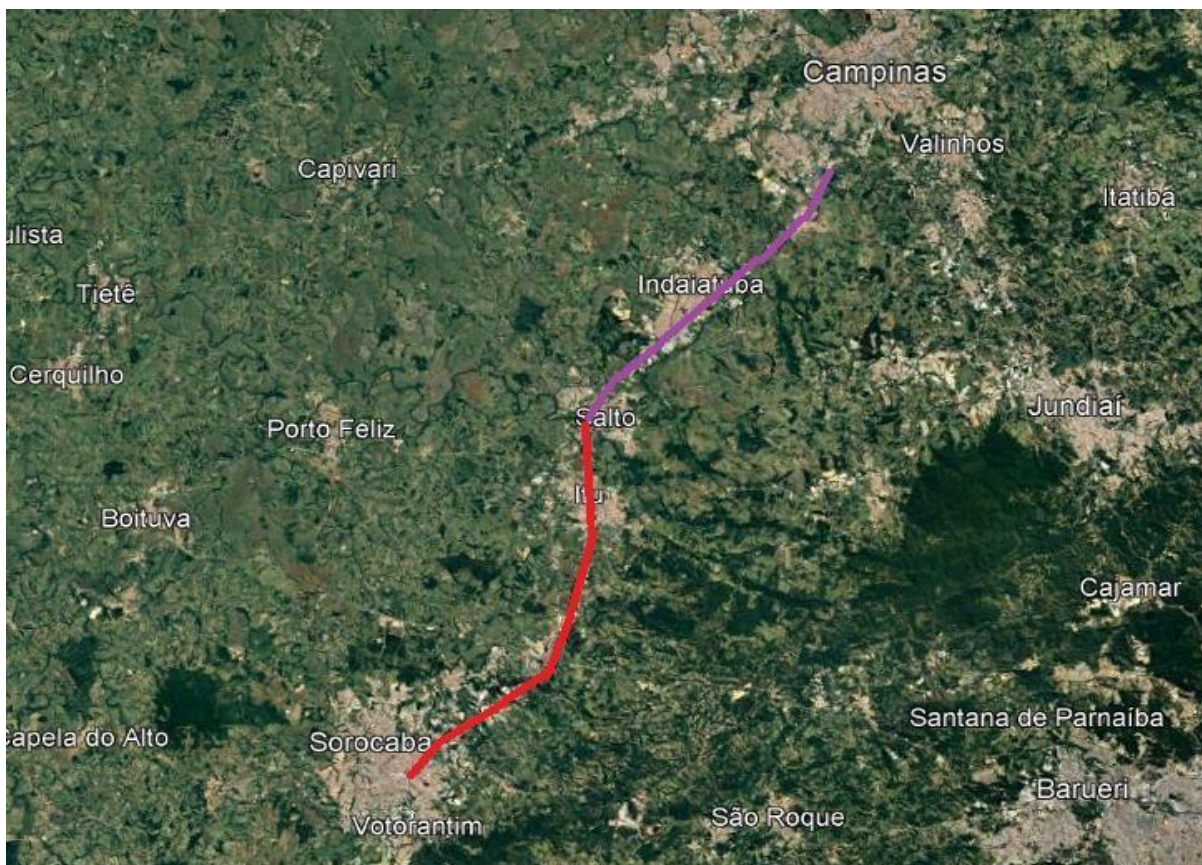 Campinas
Valinhos
Capivari
Itatiba
ulista
Tietê
Indaiatuba
Cerquilho
Jundiaí
Salto
Porto Feliz
Itu
Boituva
Cajamar
Santana de Parnaíba
Capela do Alto
Sorocaba
Barueri
São Roque
Votorantim